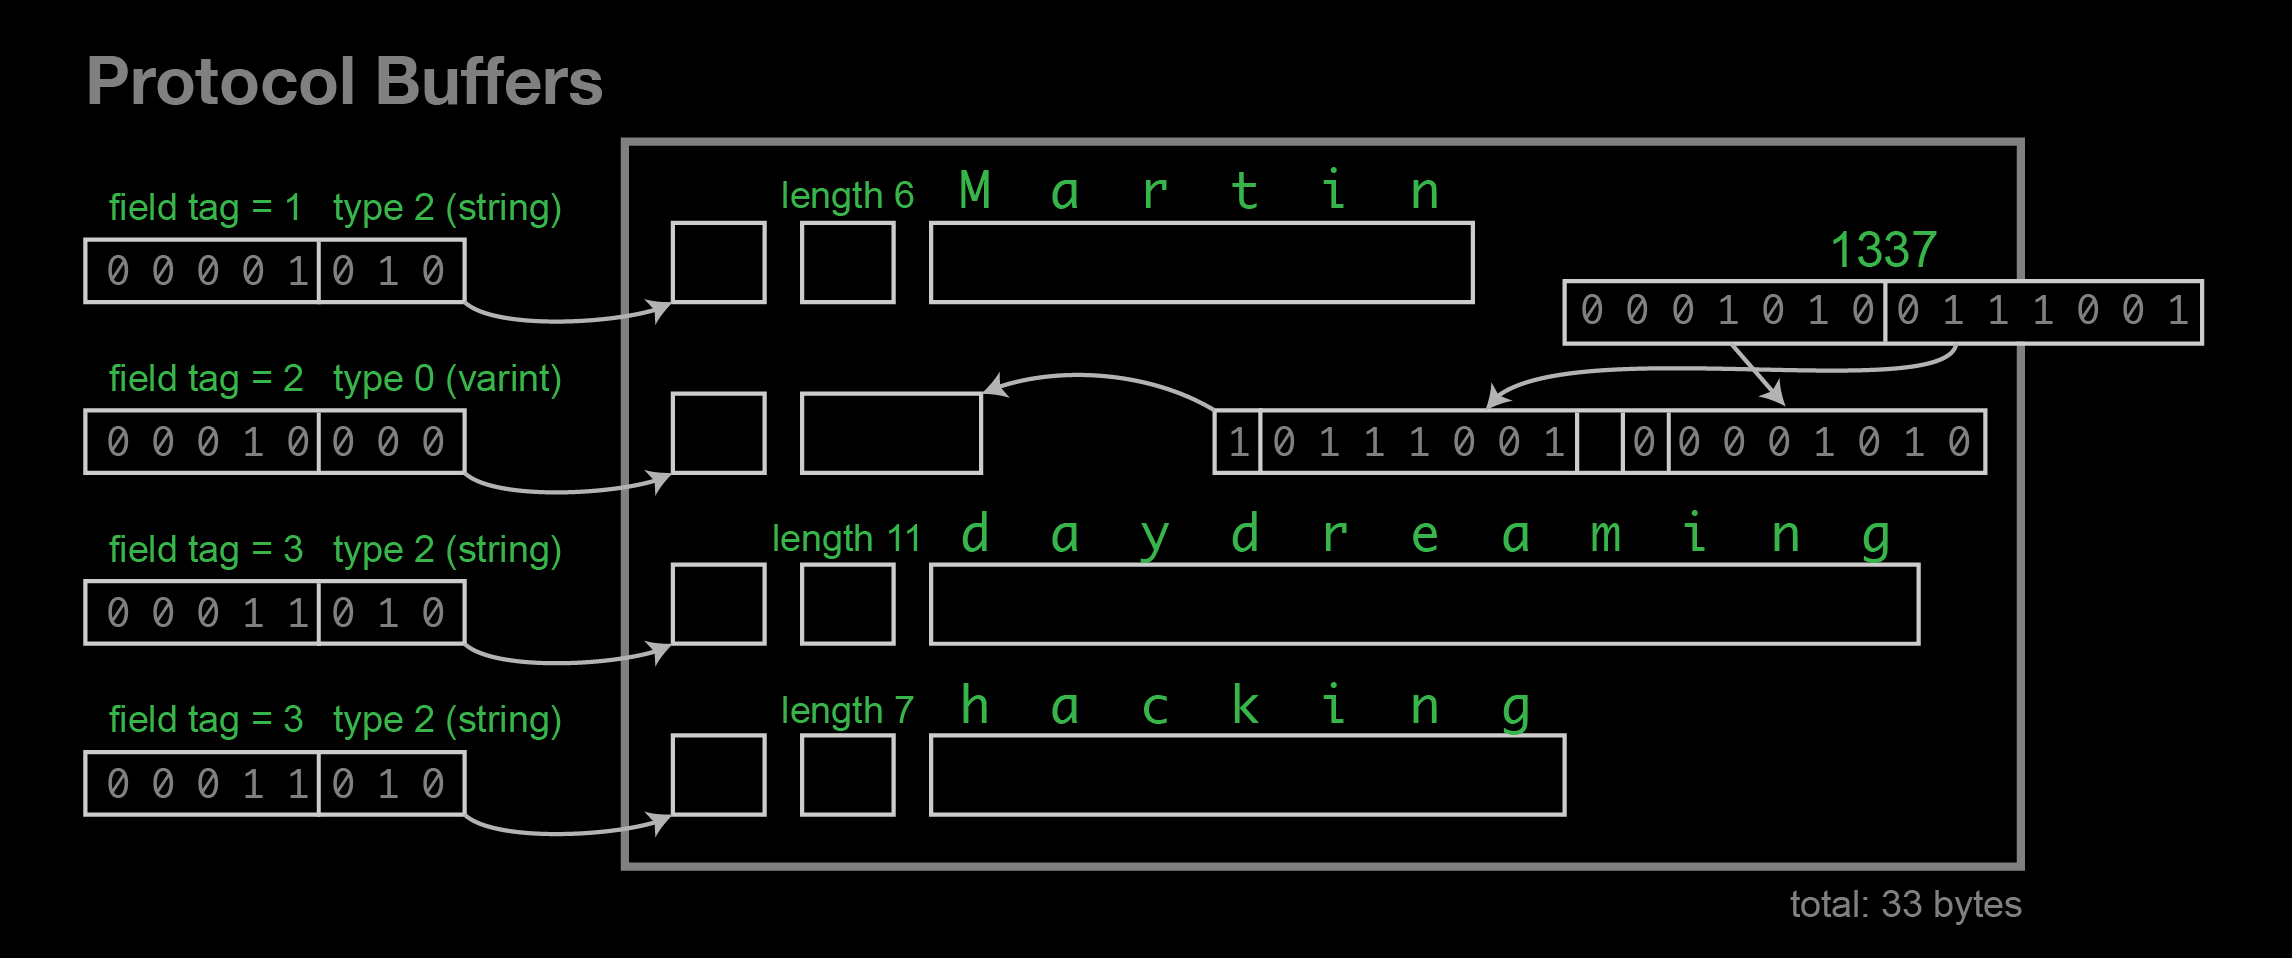 Protocol Buffers
field tag = 1 type 2 (string)
0 0 0 0 1 0 1 0
length 6 M a r t i n
1337
0 0 0 1 0 1 0 0 1 1 1 0 0 1
field tag = 2 type 0 (varint)
0 0 0 1 0 0 0 0
1 0 1 1 1 0 0 1 0 0 0 0 1 0 1 0
field tag = 3 type 2 (string)
0 0 0 1 1 0 1 0
length 11 d a y d r e a m i n g
field tag = 3 type 2 (string)
0 0 0 1 1 0 1 0
length 7 h a c k i n g
total: 33 bytes